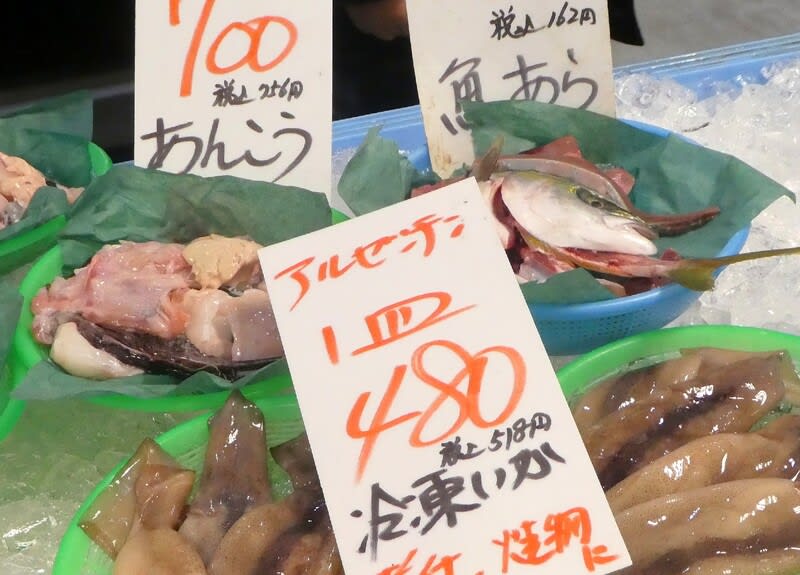 700
税込756円
あんこう
税込162円
魚あら
アルゼンチン
1皿
480
税込518円
冷凍いか
焼物に